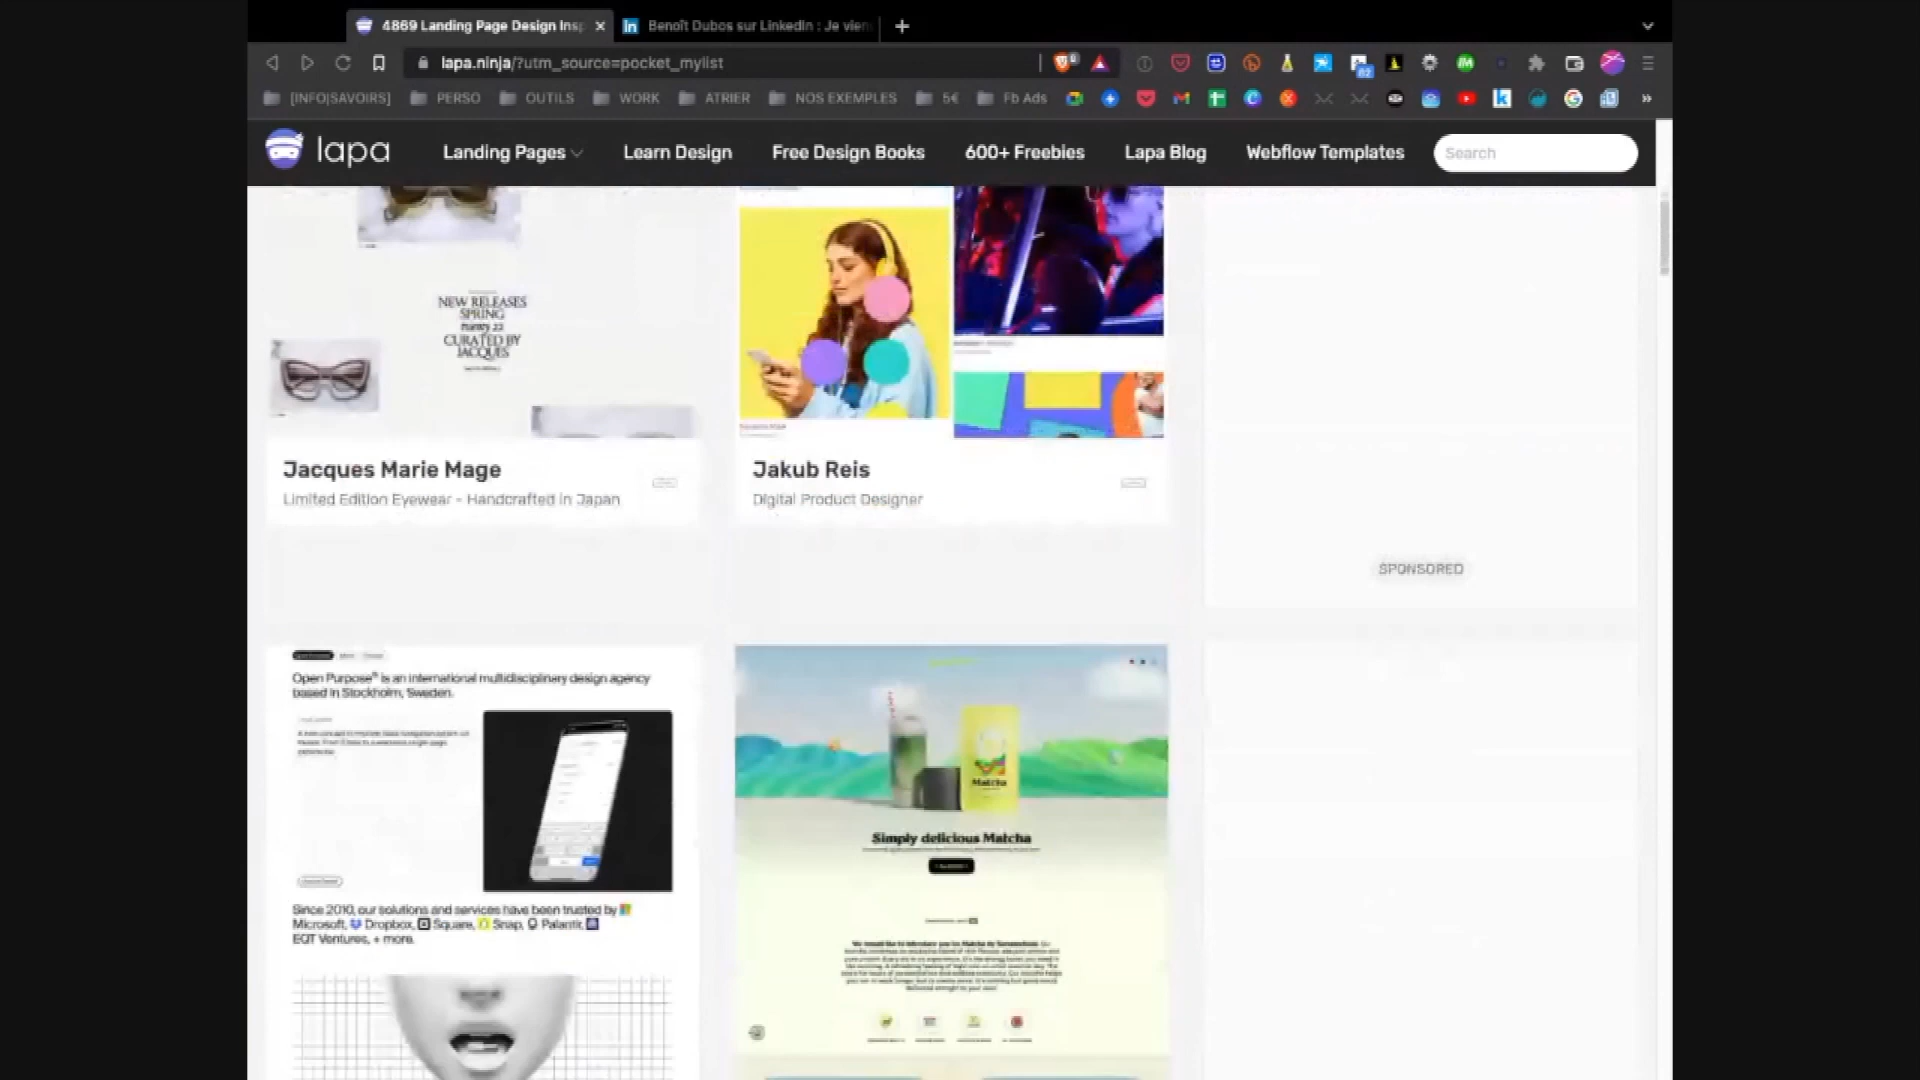 4869 Landing Page Design Insp
Benoît Dubos sur LinkedIn : Je vien
lapa.ninja/?utm_source=pocket_mylist
[INFO|SAVOIRS]
PERSO
OUTILS
WORK
ATRIER
NOS EXEMPLES
5€
Fb Ads
lapa
Landing Pages
Learn Design
Free Design Books
600+ Freebies
Lapa Blog
Webflow Templates
Search
NEW RELEASES
SPRING
CURATED BY
JACQUES
Jacques Marie Mage
Limited Edition Eyewear - Handcrafted in Japan
Jakub Reis
Digital Product Designer
SPONSORED
Open Purpose® is an international multidisciplinary design agency
based in Stockholm, Sweden.
Since 2010, our solutions and services have been trusted by
Microsoft, Dropbox, Square, Snap, Palantir,
EQT Ventures, + more.
Matcha
Simply delicious Matcha